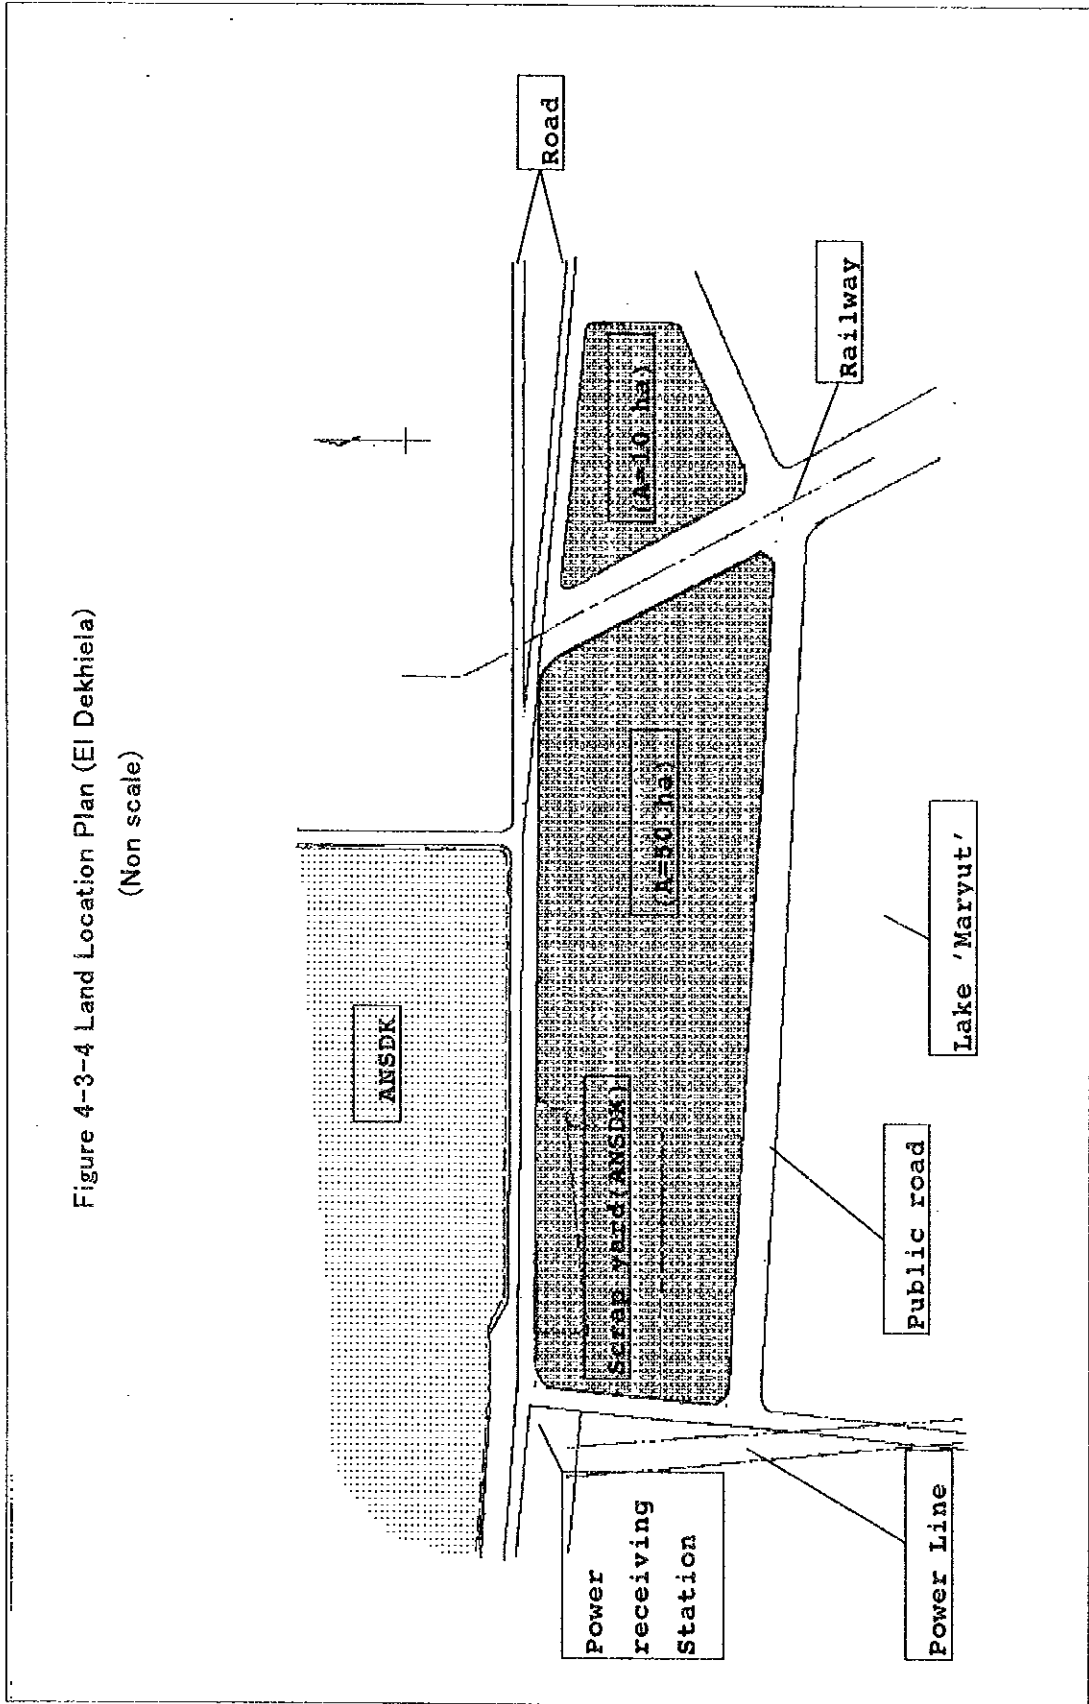 Figure 4-3-4 Land Location Plan (El Dekhiela)
(Non scale)
ANSDK
Road
Scrap yard(ANSDK)
(A=50 ha)
(A=10 ha)
Power
receiving
Station
Railway
Power Line
Public road
Lake 'Maryut'